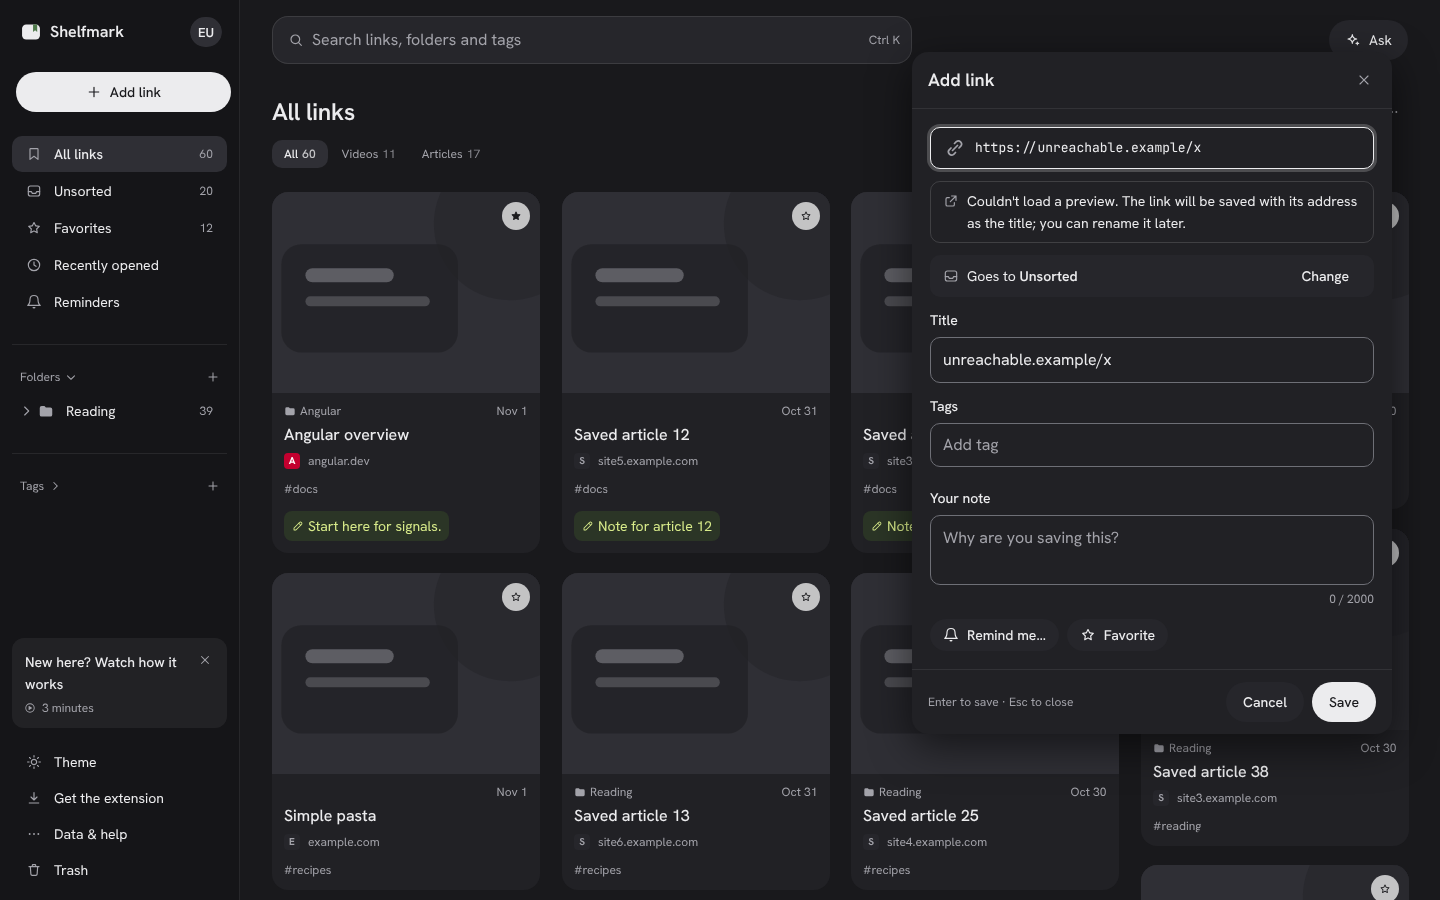 Shelfmark
EU
Add link
All links 60
Unsorted 20
Favorites 12
Recently opened
Reminders
Folders
Reading 39
Tags
New here? Watch how it
works
3 minutes
Theme
Get the extension
Data & help
Trash
Search links, folders and tags Ctrl K
Ask
All links
All 60 Videos 11 Articles 17
Angular Nov 1
Angular overview
A angular.dev
#docs
Start here for signals.
Oct 31
Saved article 12
S site5.example.com
#docs
Note for article 12
Saved
S site3
#docs
Note
Nov 1
Simple pasta
E example.com
#recipes
Reading Oct 31
Saved article 13
S site6.example.com
#recipes
Reading Oct 30
Saved article 25
S site4.example.com
#recipes
Reading Oct 30
Saved article 38
S site3.example.com
#reading
Add link
https://unreachable.example/x
Couldn't load a preview. The link will be saved with its address
as the title; you can rename it later.
Goes to Unsorted Change
Title
unreachable.example/x
Tags
Add tag
Your note
Why are you saving this?
0 / 2000
Remind me... Favorite
Enter to save · Esc to close Cancel Save